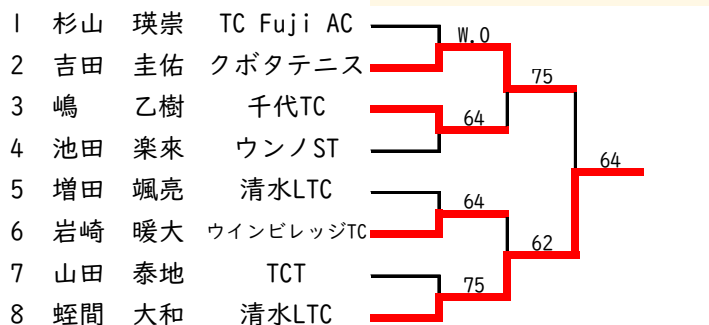 1 杉山 瑛崇 TC Fuji AC
W.O
2 吉田 圭佑 クボタテニス
75
3 嶋 乙樹 千代TC
64
4 池田 楽來 ウンノST
64
5 増田 颯亮 清水LTC
64
6 岩崎 暖大 ウインビレッジTC
62
7 山田 泰地 TCT
75
8 蛭間 大和 清水LTC